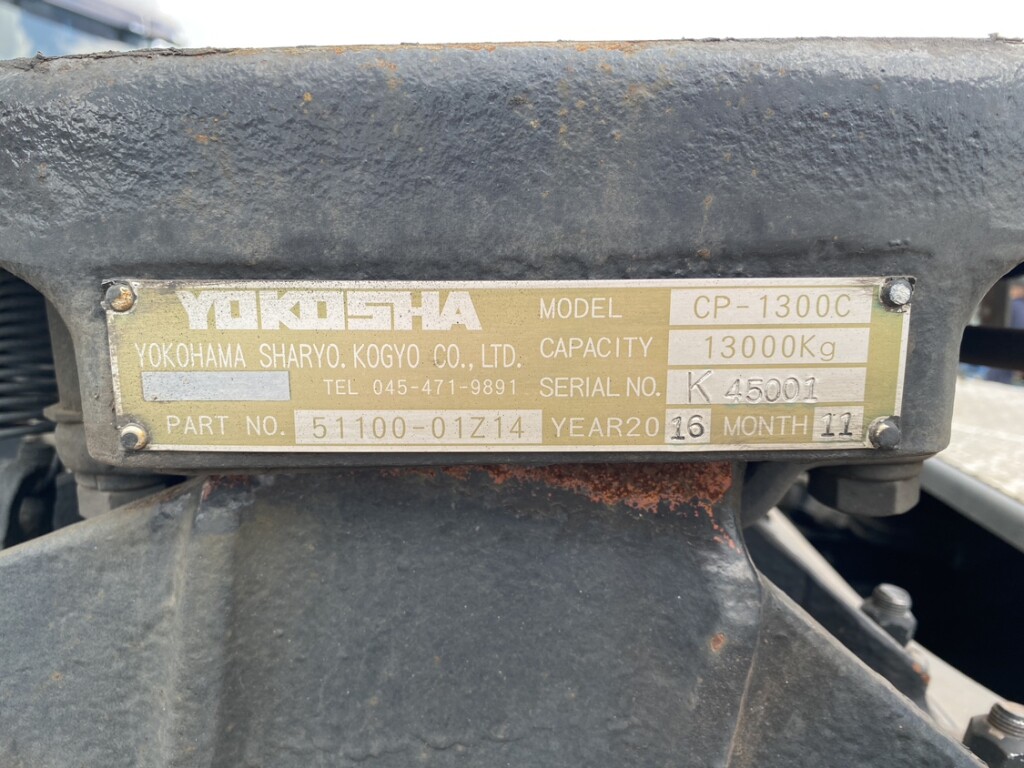 YOKOSHA
YOKOHAMA SHARYO.KOGYO CO.,LTD.
TEL 045-471-9891
MODEL CP-1300C
CAPACITY 13000Kg
SERIAL NO. K 45001
PART NO. 51100-01Z14 YEAR20 16 MONTH 11